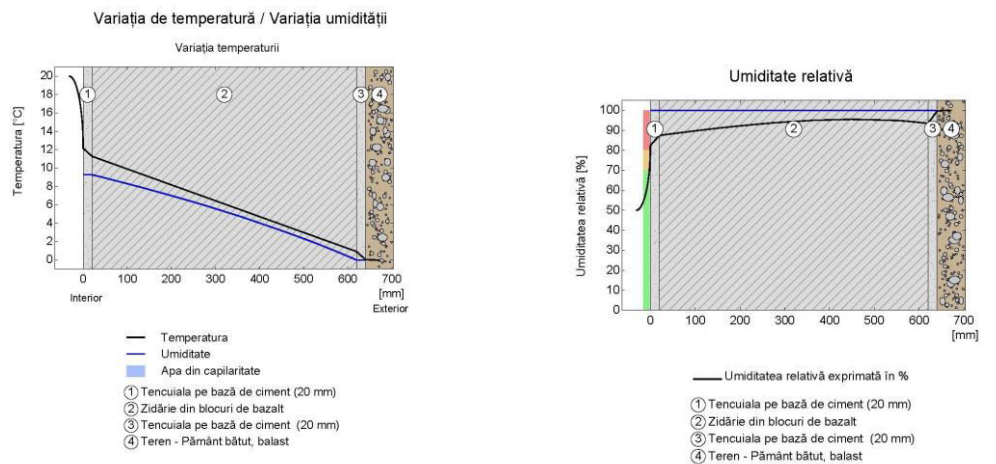 Variația de temperatură / Variația umidității
Variația temperaturii
Temperatura [°C]
20
18
16
14
12
10
8
6
4
2
0
1
2
3
4
0
100
200
300
400
500
600
700
[mm]
Interior
Exterior
Temperatura
Umiditate
Apa din capilaritate
1 Tencuiala pe bază de ciment (20 mm)
2 Zidărie din blocuri de bazalt
3 Tencuiala pe bază de ciment (20 mm)
4 Teren - Pământ bătut, balast
Umiditate relativă
Umiditatea relativă [%]
100
90
80
70
60
50
40
30
20
10
0
1
2
3
4
0
100
200
300
400
500
600
700
[mm]
Umiditatea relativă exprimată în %
1 Tencuiala pe bază de ciment (20 mm)
2 Zidărie din blocuri de bazalt
3 Tencuiala pe bază de ciment (20 mm)
4 Teren - Pământ bătut, balast